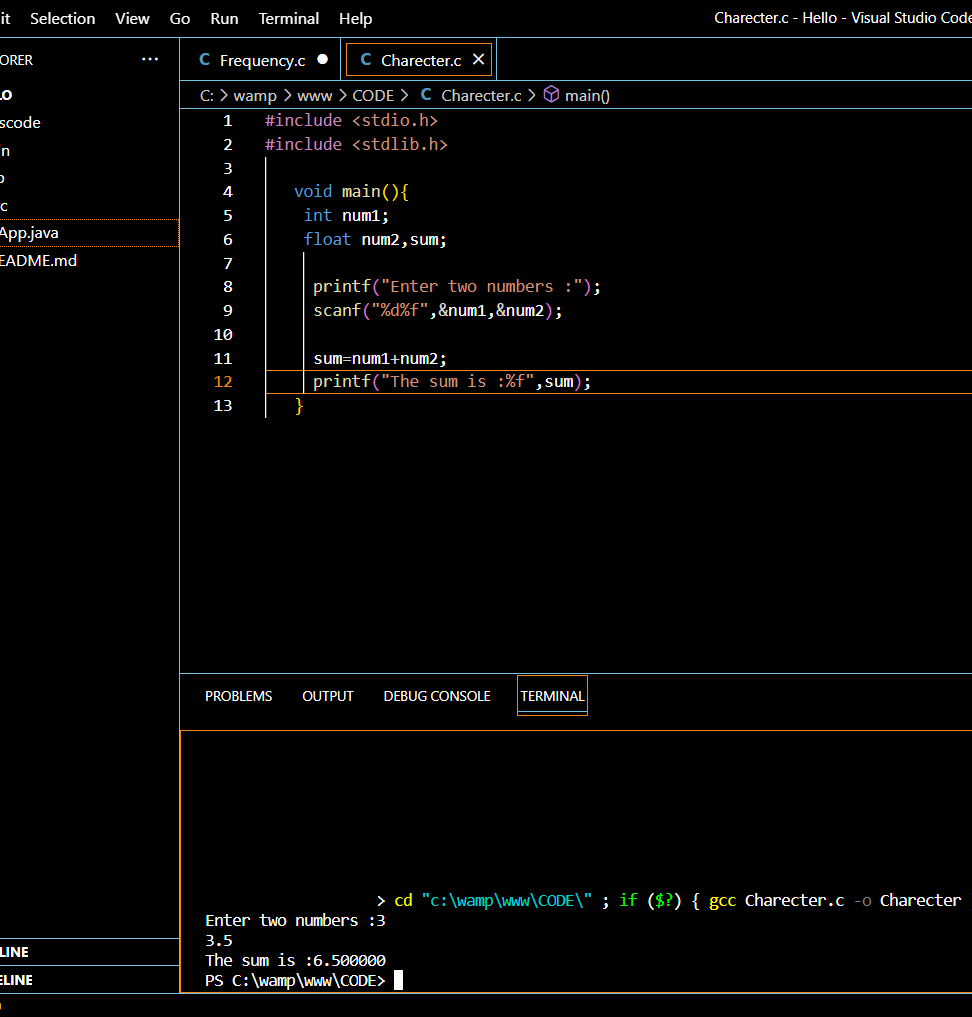 it Selection View Go Run Terminal Help Charecter.c - Hello - Visual Studio Code
ORER ···
LO
scode
n
o
c
App.java
EADME.md
LINE
ELINE
C Frequency.c ● C Charecter.c ×
C: > wamp > www > CODE > C Charecter.c > main()
1 #include <stdio.h>
2 #include <stdlib.h>
3
4 void main(){
5 int num1;
6 float num2,sum;
7
8 printf("Enter two numbers :");
9 scanf("%d%f",&num1,&num2);
10
11 sum=num1+num2;
12 printf("The sum is :%f",sum);
13 }
PROBLEMS OUTPUT DEBUG CONSOLE TERMINAL
> cd "c:\wamp\www\CODE\" ; if ($?) { gcc Charecter.c -o Charecter
Enter two numbers :3
3.5
The sum is :6.500000
PS C:\wamp\www\CODE>